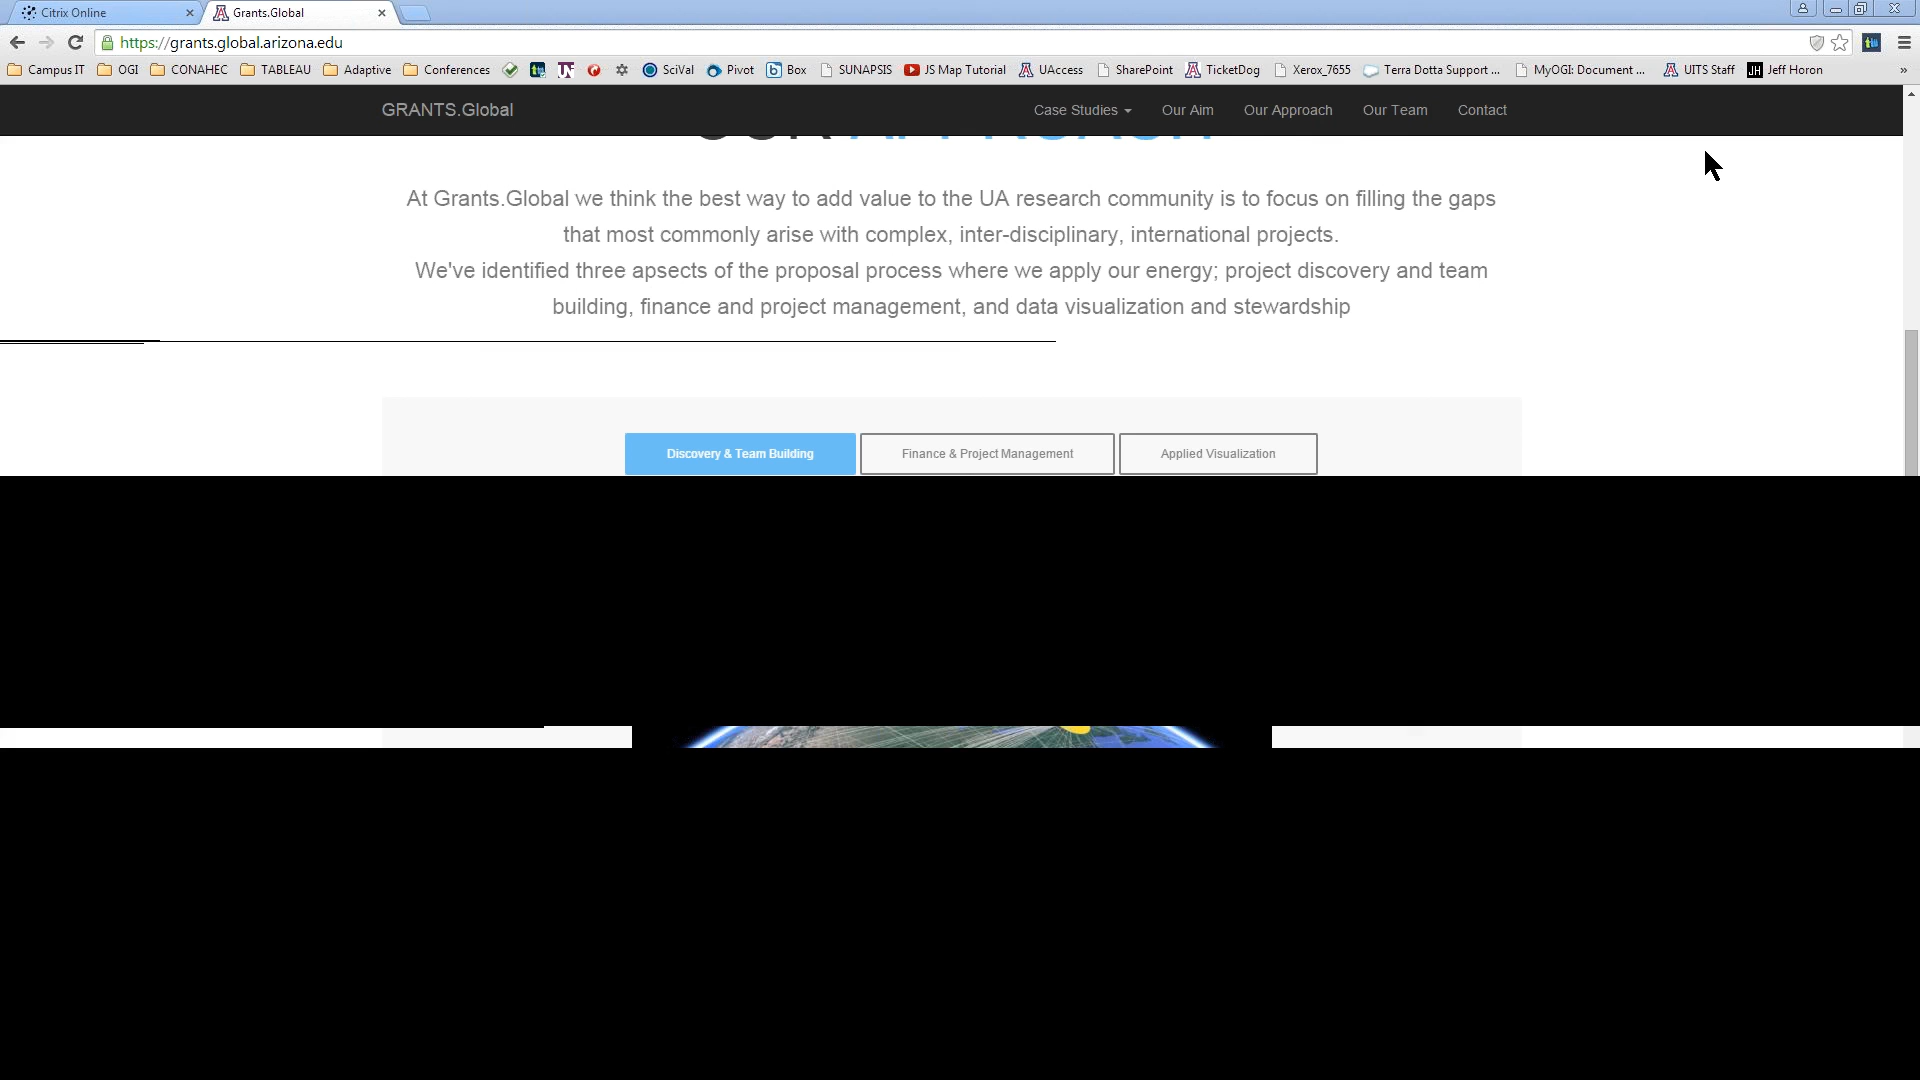 Citrix Online
Grants.Global
https://grants.global.arizona.edu
Campus IT OGI CONAHEC TABLEAU Adaptive Conferences SciVal Pivot Box SUNAPSIS JS Map Tutorial UAccess SharePoint TicketDog Xerox_7655 Terra Dotta Support ... MyOGI: Document ... UITS Staff JH Jeff Horon »
GRANTS.Global Case Studies Our Aim Our Approach Our Team Contact
At Grants.Global we think the best way to add value to the UA research community is to focus on filling the gaps
that most commonly arise with complex, inter-disciplinary, international projects.
We've identified three apsects of the proposal process where we apply our energy; project discovery and team
building, finance and project management, and data visualization and stewardship
Discovery & Team Building Finance & Project Management Applied Visualization